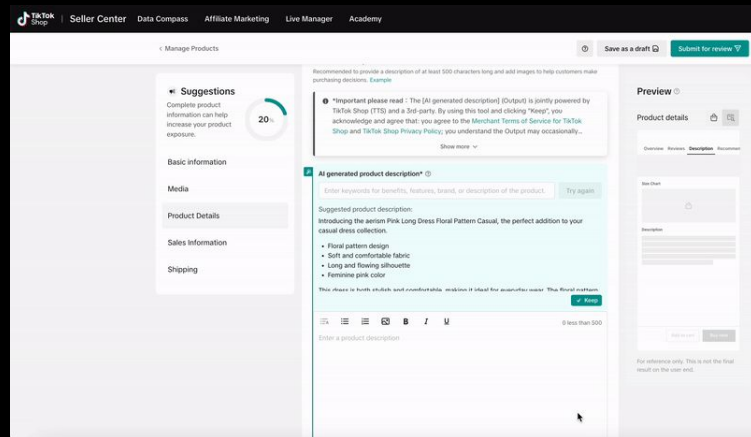 TikTok Shop | Seller Center Data Compass Affiliate Marketing Live Manager Academy
< Manage Products Save as a draft Submit for review
Suggestions
Complete product
information can help
increase your product
exposure.
20%
Basic information
Media
Product Details
Sales Information
Shipping
Recommended to provide a description of at least 500 characters long and add images to help customers make
purchasing decisions. Example
*Important please read : The [AI generated description] (Output) is jointly powered by
TikTok Shop (TTS) and a 3rd-party. By using this tool and clicking "Keep", you
acknowledge and agree that: you agree to the Merchant Terms of Service for TikTok
Shop and TikTok Shop Privacy Policy; you understand the Output may occasionally...
Show more
AI generated product description*
Enter keywords for benefits, features, brand, or description of the product.
Try again
Suggested product description:
Introducing the aerism Pink Long Dress Floral Pattern Casual, the perfect addition to your
casual dress collection.
• Floral pattern design
• Soft and comfortable fabric
• Long and flowing silhouette
• Feminine pink color
This dress is both stylish and comfortable, making it ideal for everyday wear. The floral pattern
Keep
B I U
0 less than 500
Enter a product description
Preview
Product details
Overview Reviews Description Recommen
Size Chart
Description
Add to cart Buy now
For reference only. This is not the final
result on the user end.